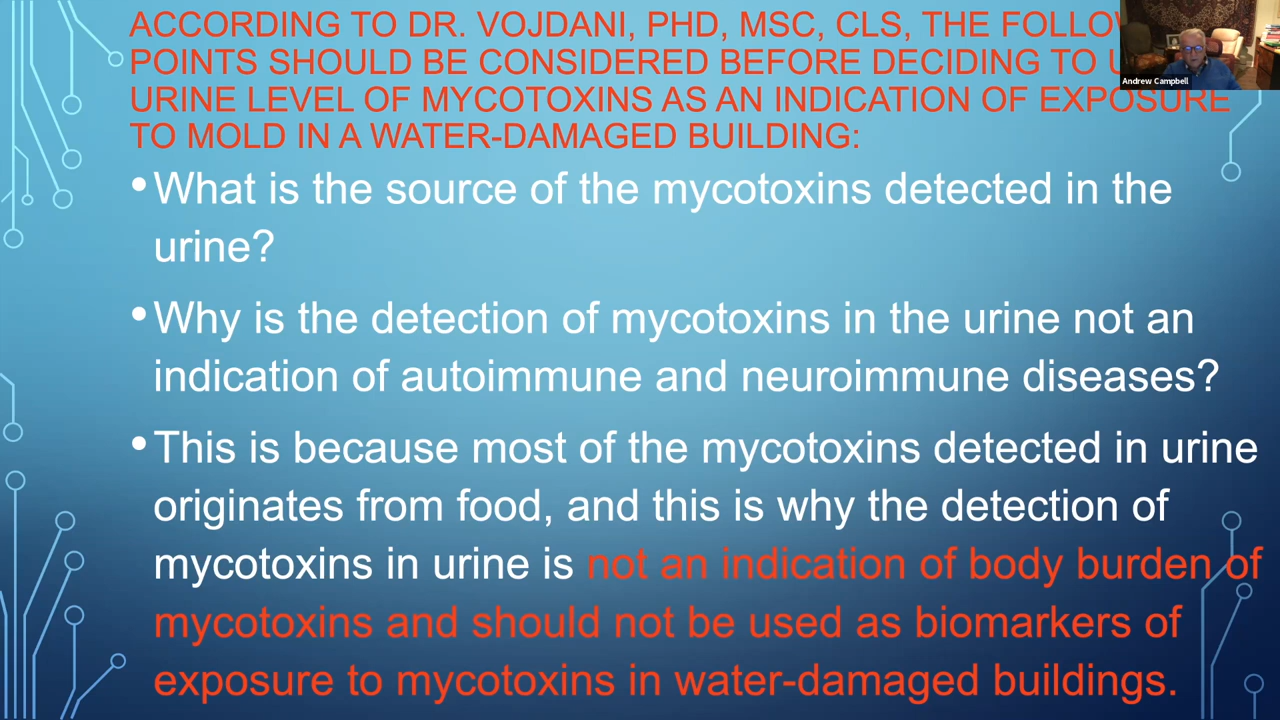 ACCORDING TO DR. VOJDANI, PHD, MSC, CLS, THE
POINTS SHOULD BE CONSIDERED BEFORE DECIDING TO
URINE LEVEL OF MYCOTOXINS AS AN INDICATION OF EXPOSURE
TO MOLD IN A WATER-DAMAGED BUILDING:
Andrew Campbell
•What is the source of the mycotoxins detected in the
urine?
•Why is the detection of mycotoxins in the urine not an
indication of autoimmune and neuroimmune diseases?
•This is because most of the mycotoxins detected in urine
originates from food, and this is why the detection of
mycotoxins in urine is not an indication of body burden of
mycotoxins and should not be used as biomarkers of
exposure to mycotoxins in water-damaged buildings.